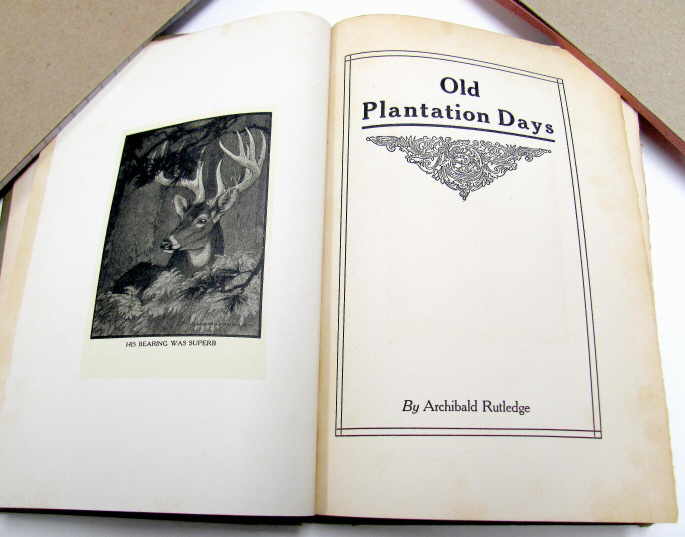 HIS BEARING WAS SUPERB
Old
Plantation Days
By Archibald Rutledge